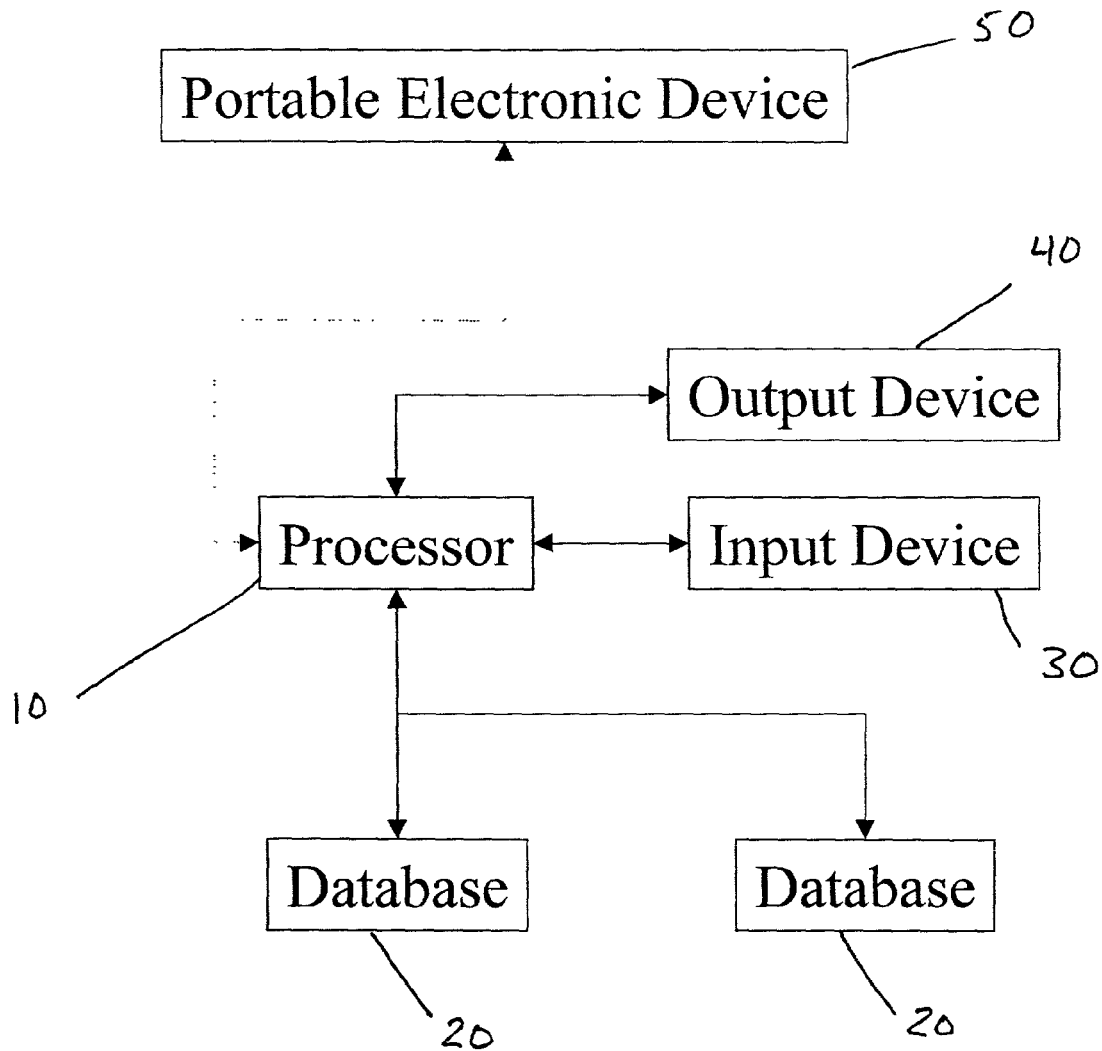 50
Portable Electronic Device
40
Output Device
Processor
Input Device
10
30
Database
Database
20
20